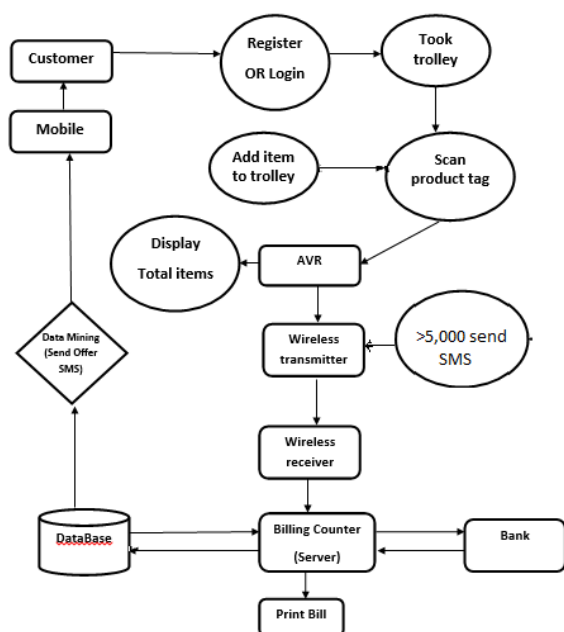 Customer
Register
OR Login
Took
trolley
Mobile
Add item
to trolley
Scan
product tag
Display
Total items
AVR
Data Mining
(Send Offer
SMS)
Wireless
transmitter
>5,000 send
SMS
Wireless
receiver
DataBase
Billing Counter
(Server)
Bank
Print Bill